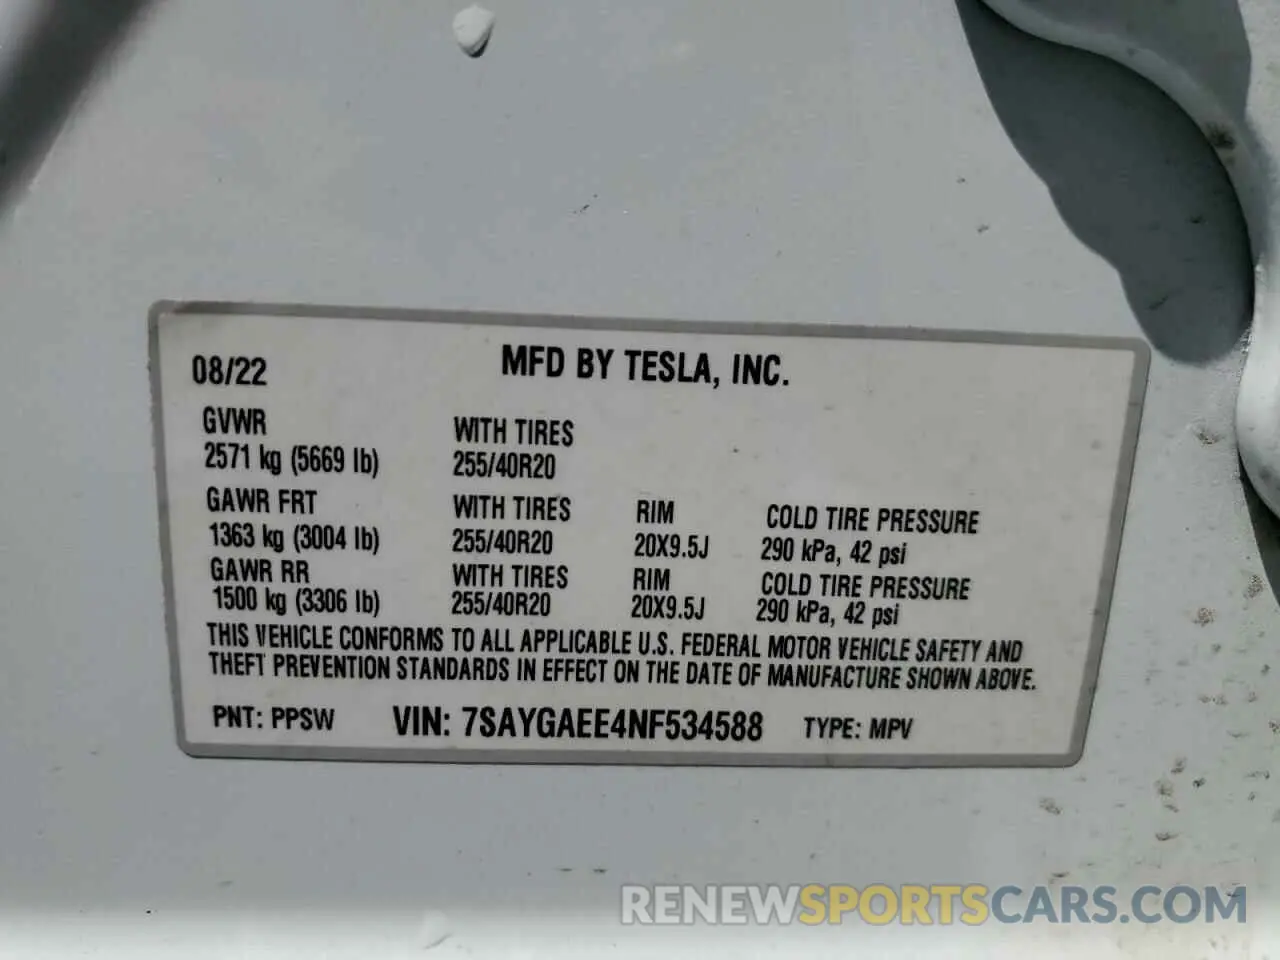 08/22 MFD BY TESLA, INC.
GVWR WITH TIRES
2571 kg (5669 lb) 255/40R20
GAWR FRT WITH TIRES RIM COLD TIRE PRESSURE
1363 kg (3004 lb) 255/40R20 20X9.5J 290 kPa, 42 psi
GAWR RR WITH TIRES RIM COLD TIRE PRESSURE
1500 kg (3306 lb) 255/40R20 20X9.5J 290 kPa, 42 psi
THIS VEHICLE CONFORMS TO ALL APPLICABLE U.S. FEDERAL MOTOR VEHICLE SAFETY AND
THEFT PREVENTION STANDARDS IN EFFECT ON THE DATE OF MANUFACTURE SHOWN ABOVE.
PNT: PPSW VIN: 7SAYGAEE4NF534588 TYPE: MPV
RENEWSPORTSCARS.COM